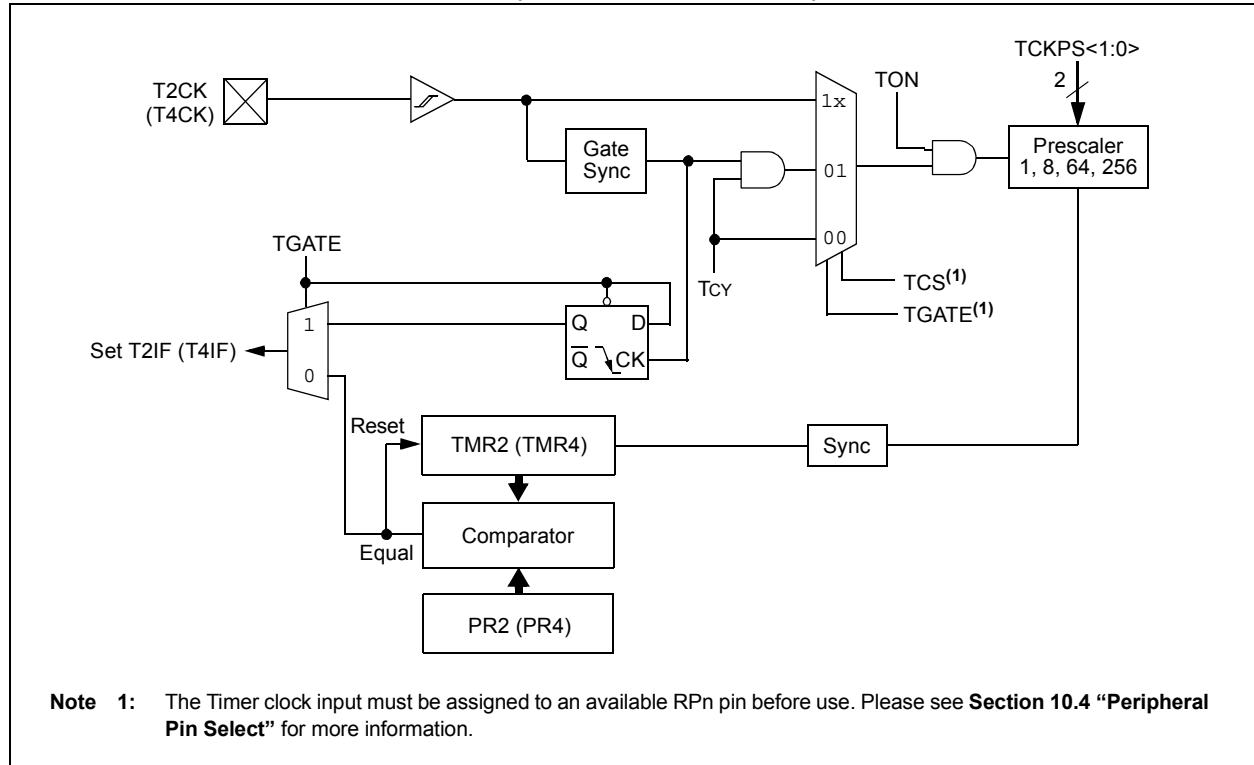 TCKPS<1:0>
2
T2CK
(T4CK)
TON
1x
Gate
Sync
Prescaler
1, 8, 64, 256
01
00
TGATE
TCY
TCS(1)
TGATE(1)
1
Q
D
Set T2IF (T4IF)
Q
CK
0
Reset
TMR2 (TMR4)
Sync
Equal
Comparator
PR2 (PR4)
Note 1: The Timer clock input must be assigned to an available RPn pin before use. Please see Section 10.4 “Peripheral
Pin Select” for more information.